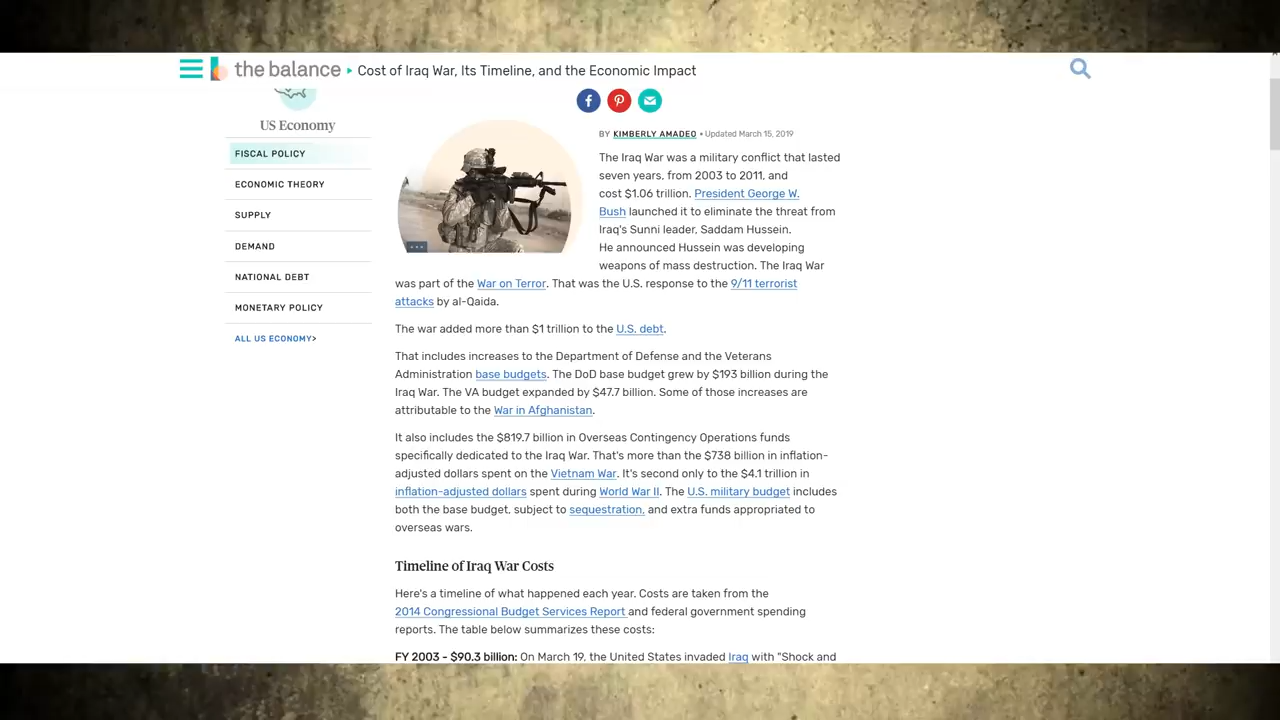 the balance ▸ Cost of Iraq War, Its Timeline, and the Economic Impact
US Economy
FISCAL POLICY
ECONOMIC THEORY
SUPPLY
DEMAND
NATIONAL DEBT
MONETARY POLICY
ALL US ECONOMY>
BY KIMBERLY AMADEO • Updated March 15, 2019
The Iraq War was a military conflict that lasted
seven years, from 2003 to 2011, and
cost $1.06 trillion. President George W.
Bush launched it to eliminate the threat from
Iraq's Sunni leader, Saddam Hussein.
He announced Hussein was developing
weapons of mass destruction. The Iraq War
was part of the War on Terror. That was the U.S. response to the 9/11 terrorist
attacks by al-Qaida.
The war added more than $1 trillion to the U.S. debt.
That includes increases to the Department of Defense and the Veterans
Administration base budgets. The DoD base budget grew by $193 billion during the
Iraq War. The VA budget expanded by $47.7 billion. Some of those increases are
attributable to the War in Afghanistan.
It also includes the $819.7 billion in Overseas Contingency Operations funds
specifically dedicated to the Iraq War. That's more than the $738 billion in inflation-
adjusted dollars spent on the Vietnam War. It's second only to the $4.1 trillion in
inflation-adjusted dollars spent during World War II. The U.S. military budget includes
both the base budget, subject to sequestration, and extra funds appropriated to
overseas wars.
Timeline of Iraq War Costs
Here's a timeline of what happened each year. Costs are taken from the
2014 Congressional Budget Services Report and federal government spending
reports. The table below summarizes these costs:
FY 2003 - $90.3 billion: On March 19, the United States invaded Iraq with "Shock and